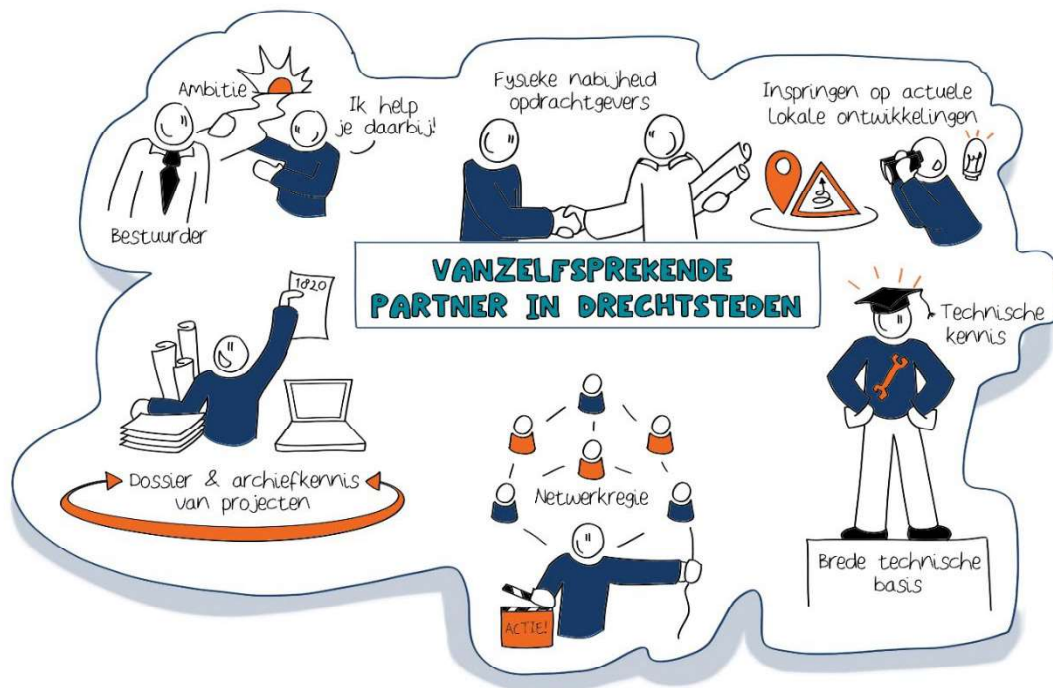 Ambitie
Ik help
je daarbij!
Bestuurder
Fysieke nabijheid
opdrachtgevers
Inspringen op actuele
lokale ontwikkelingen
VANZELFSPREKENDE
PARTNER IN DRECHTSTEDEN
1820
Dossier & archiefkennis
van projecten
Netwerkregie
ACTIE!
Technische
kennis
Brede technische
basis